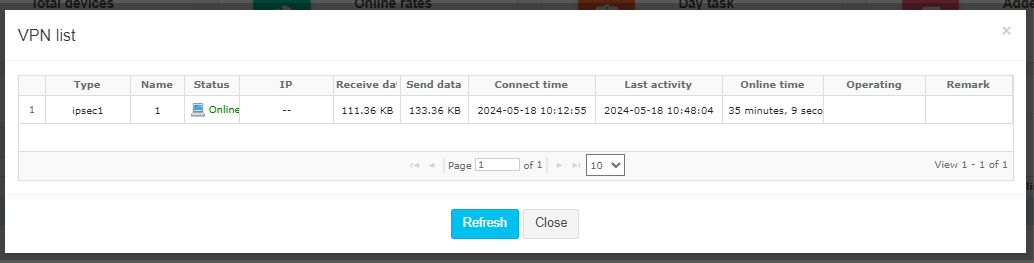 Total devices Online rates Day task Adde
VPN list ×
Type Name Status IP Receive dat Send data Connect time Last activity Online time Operating Remark
1 ipsec1 1 Online -- 111.36 KB 133.36 KB 2024-05-18 10:12:55 2024-05-18 10:48:04 35 minutes, 9 seco
Page 1 of 1 10 View 1 - 1 of 1
Refresh Close